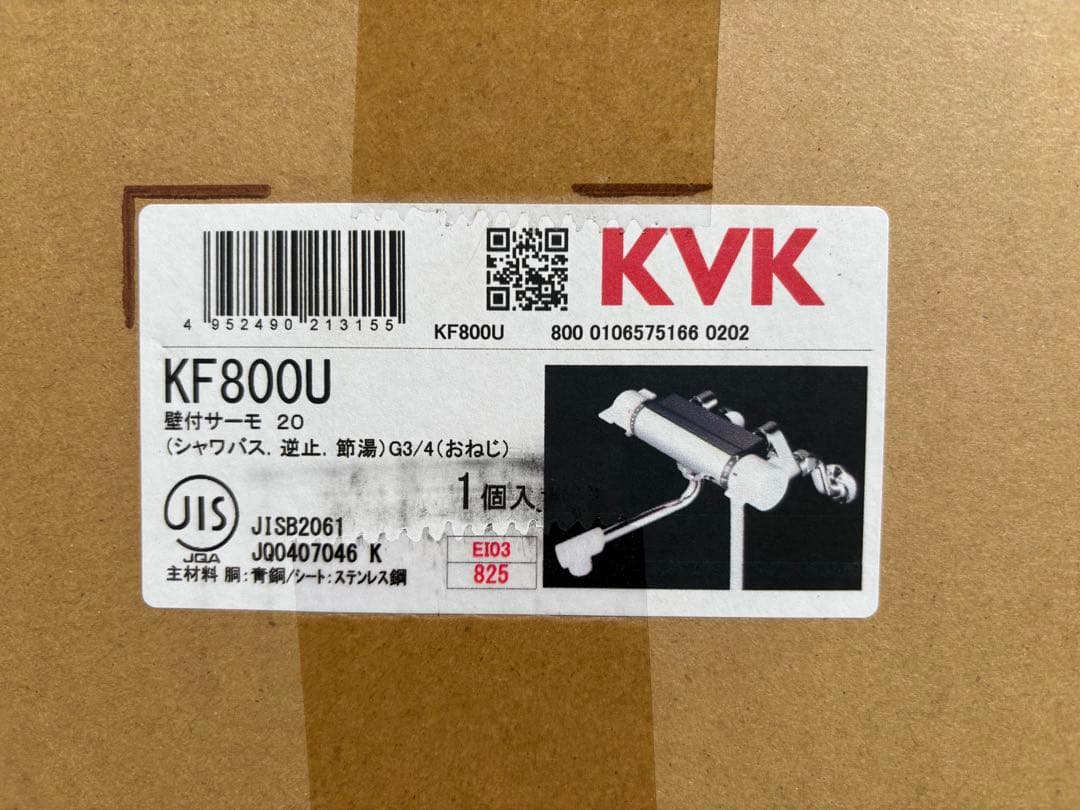 KVK
4 952490 213155
KF800U 800 0106575166 0202
KF800U
壁付サーモ 20
(シャワバス. 逆止. 節湯)G3/4(おねじ)
1個入
JIS
JQA
JISB2061
JQ0407046 K
EI03
825
主材料 胴:青銅/シート:ステンレス鋼